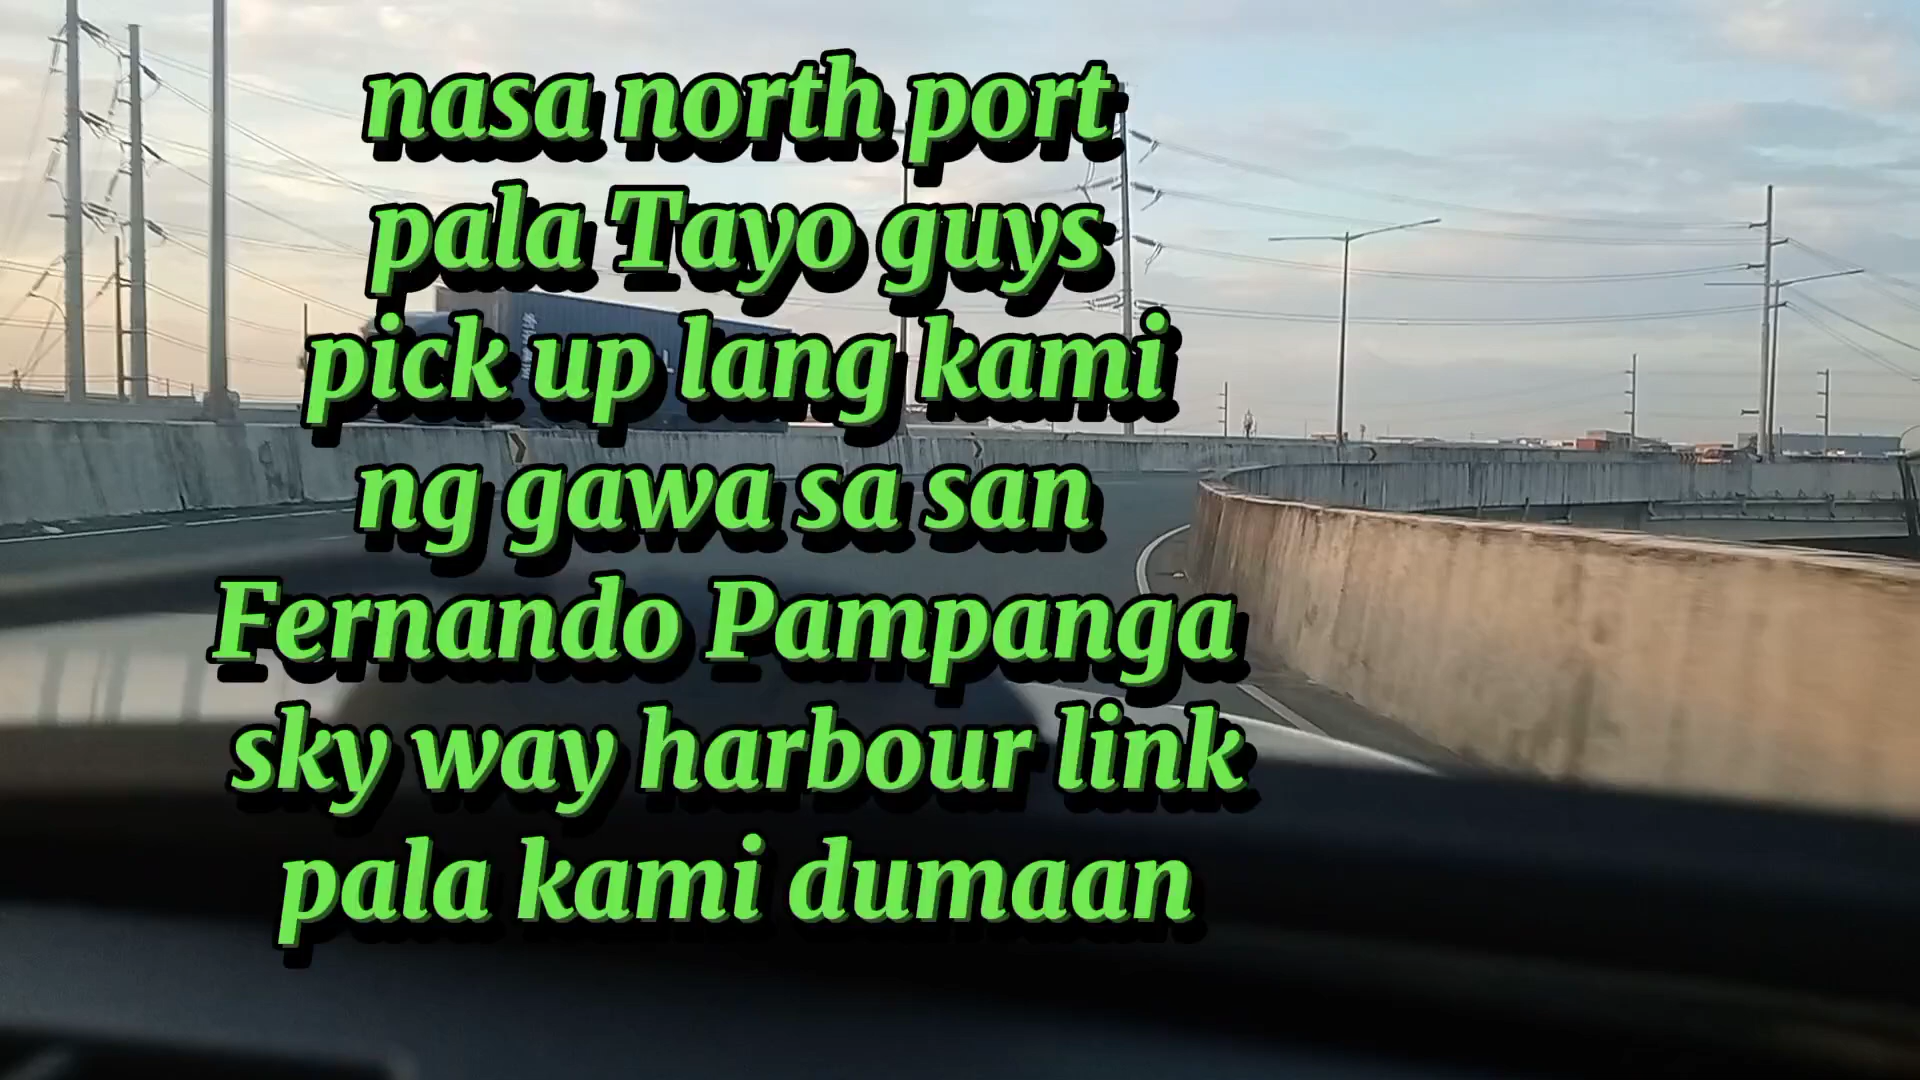 nasa north port
pala Tayo guys
pick up lang kami
ng gawa sa san
Fernando Pampanga
sky way harbour link
pala kami dumaan